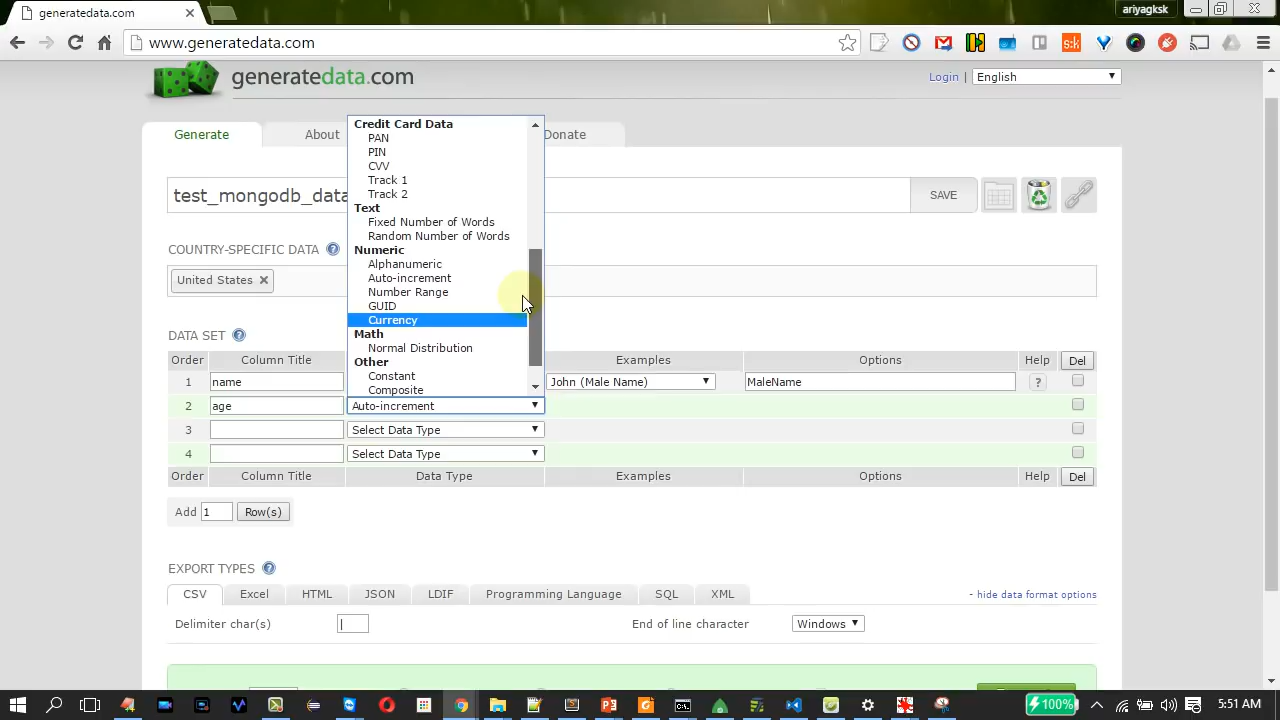 generatedata.com
ariyagksk
www.generatedata.com
generatedata.com
Login | English
Generate
About
Donate
test_mongodb_data
SAVE
COUNTRY-SPECIFIC DATA
United States
DATA SET
Credit Card Data
PAN
PIN
CVV
Track 1
Track 2
Text
Fixed Number of Words
Random Number of Words
Numeric
Alphanumeric
Auto-increment
Number Range
GUID
Currency
Math
Normal Distribution
Other
Constant
Composite
Order Column Title Examples Options Help Del
1 name John (Male Name) MaleName ?
2 age Auto-increment
3 Select Data Type
4 Select Data Type
Order Column Title Data Type Examples Options Help Del
Add 1 Row(s)
EXPORT TYPES
CSV Excel HTML JSON LDIF Programming Language SQL XML - hide data format options
Delimiter char(s) | End of line character Windows
100% 5:51 AM